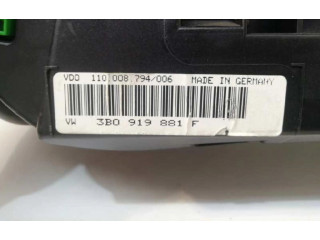 VDO 110.008.794/006 MADE IN GERMANY
VW 3B0 919 881 F